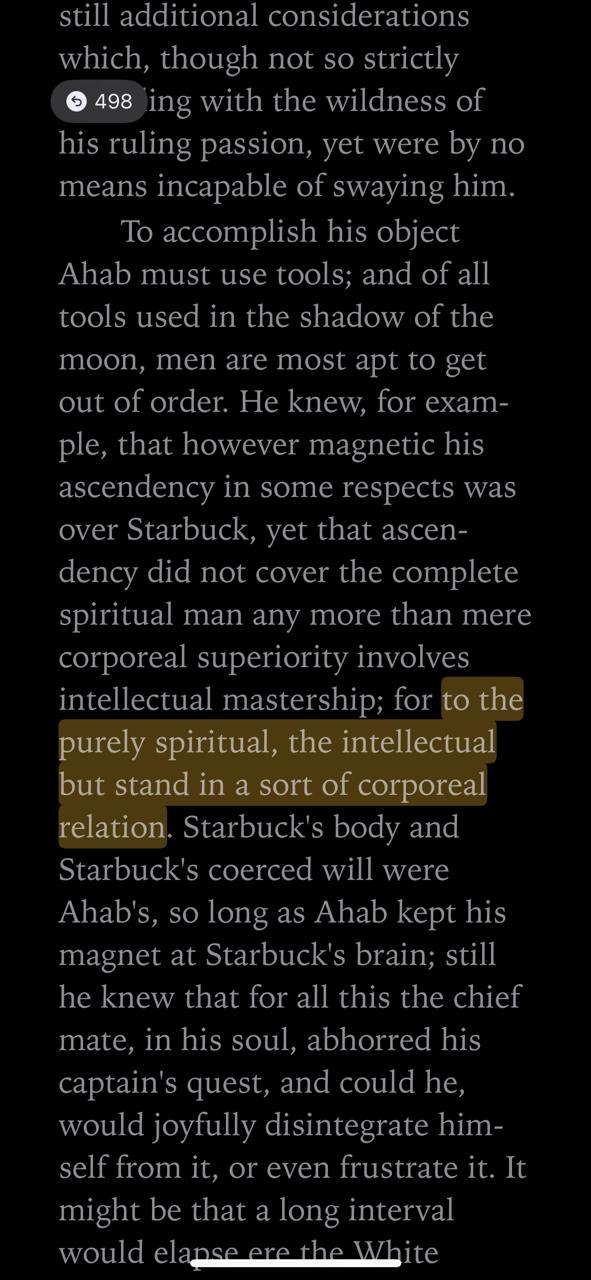 still additional considerations
which, though not so strictly
498
ing with the wildness of
his ruling passion, yet were by no
means incapable of swaying him.
To accomplish his object
Ahab must use tools; and of all
tools used in the shadow of the
moon, men are most apt to get
out of order. He knew, for exam-
ple, that however magnetic his
ascendency in some respects was
over Starbuck, yet that ascen-
dency did not cover the complete
spiritual man any more than mere
corporeal superiority involves
intellectual mastership; for to the
purely spiritual, the intellectual
but stand in a sort of corporeal
relation. Starbuck's body and
Starbuck's coerced will were
Ahab's, so long as Ahab kept his
magnet at Starbuck's brain; still
he knew that for all this the chief
mate, in his soul, abhorred his
captain's quest, and could he,
would joyfully disintegrate him-
self from it, or even frustrate it. It
might be that a long interval
would elapse ere the White